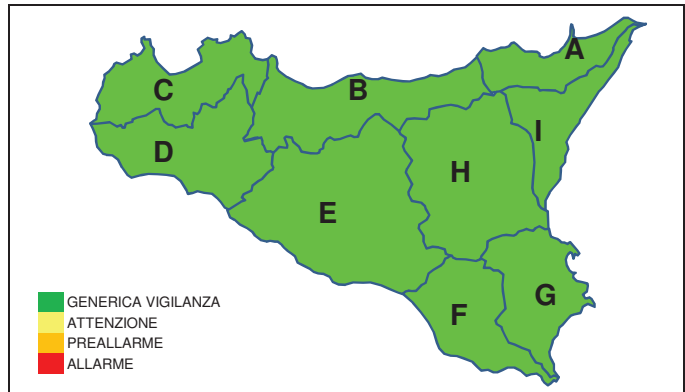 A
B
C
I
D
H
E
G
F
GENERICA VIGILANZA
ATTENZIONE
PREALLARME
ALLARME